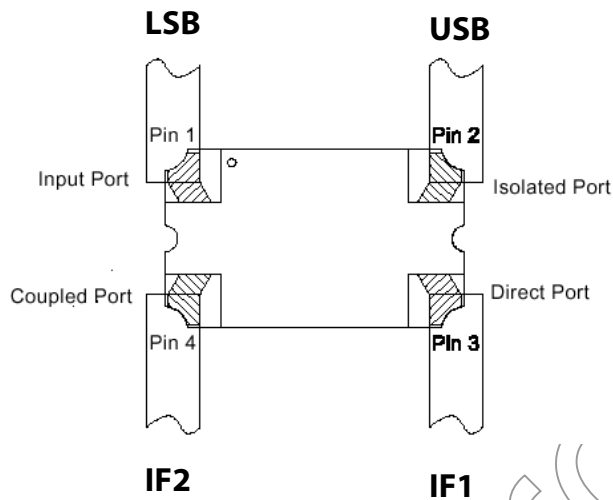 LSB
USB
Pin 1
Pin 2
Input Port
Isolated Port
Coupled Port
Direct Port
Pin 4
Pin 3
IF2
IF1